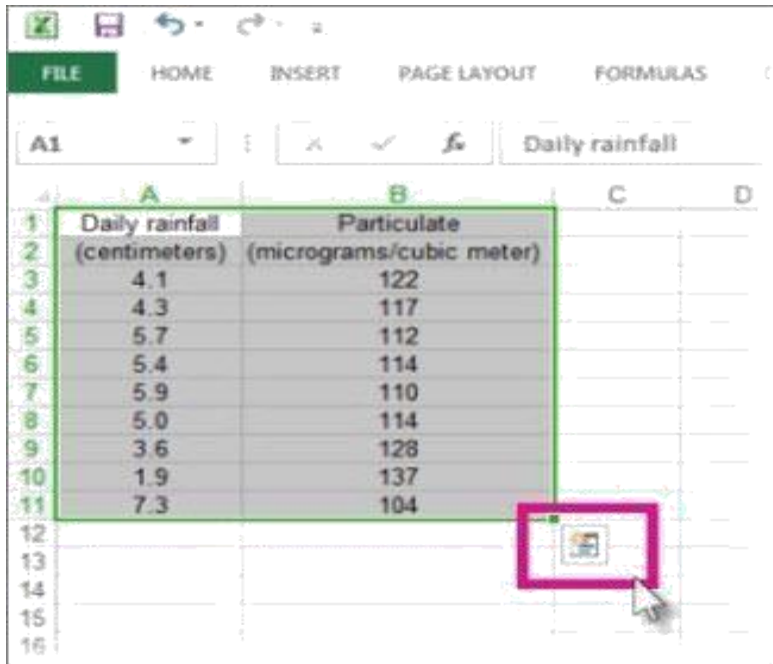 FILE HOME INSERT PAGE LAYOUT FORMULAS
A1 fx Daily rainfall
A B C D
1 Daily rainfall Particulate
2 (centimeters) (micrograms/cubic meter)
3 4.1 122
4 4.3 117
5 5.7 112
6 5.4 114
7 5.9 110
8 5.0 114
9 3.6 128
10 1.9 137
11 7.3 104
12
13
14
15
16